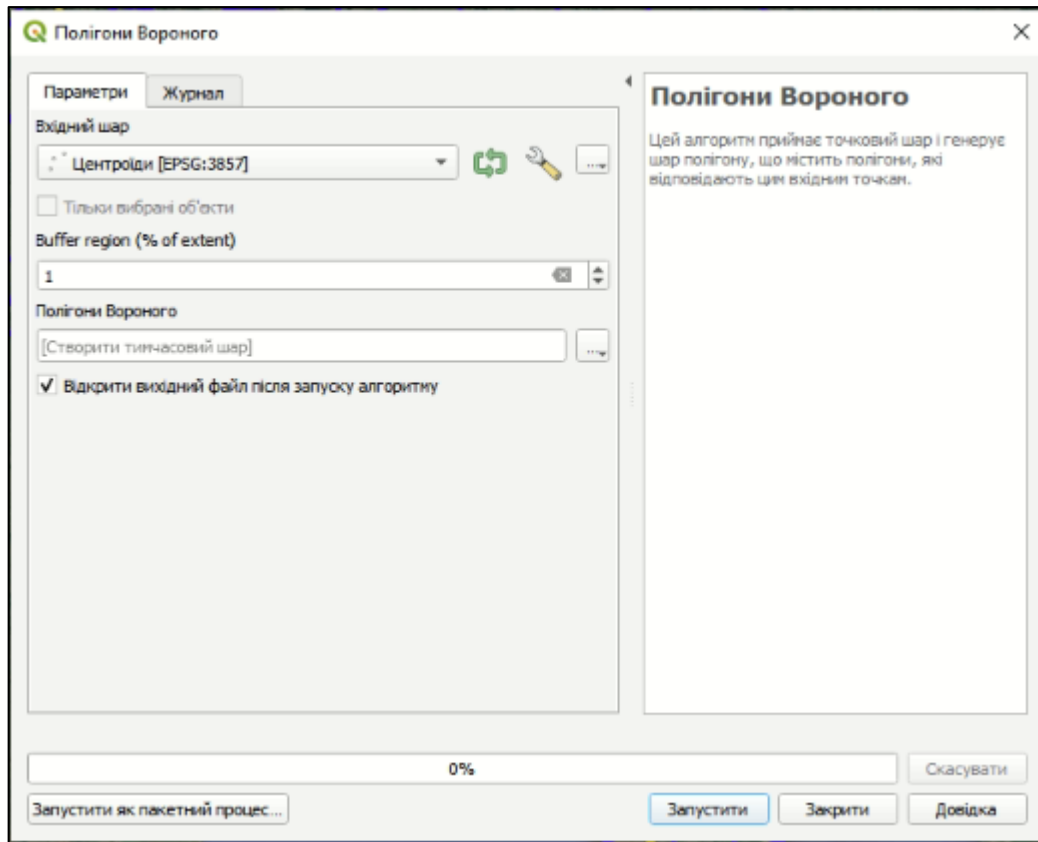 Полігони Вороного
Параметри
Журнал
Вхідний шар
Центроїди [EPSG:3857]
...
Тільки вибрані об'єкти
Buffer region (% of extent)
1
Полігони Вороного
[Створити тимчасовий шар]
...
Відкрити вихідний файл після запуску алгоритму
Полігони Вороного
Цей алгоритм приймає точковий шар і генерує
шар полігону, що містить полігони, які
відповідають цим вхідним точкам.
0%
Скасувати
Запустити як пакетний процес...
Запустити
Закрити
Довідка